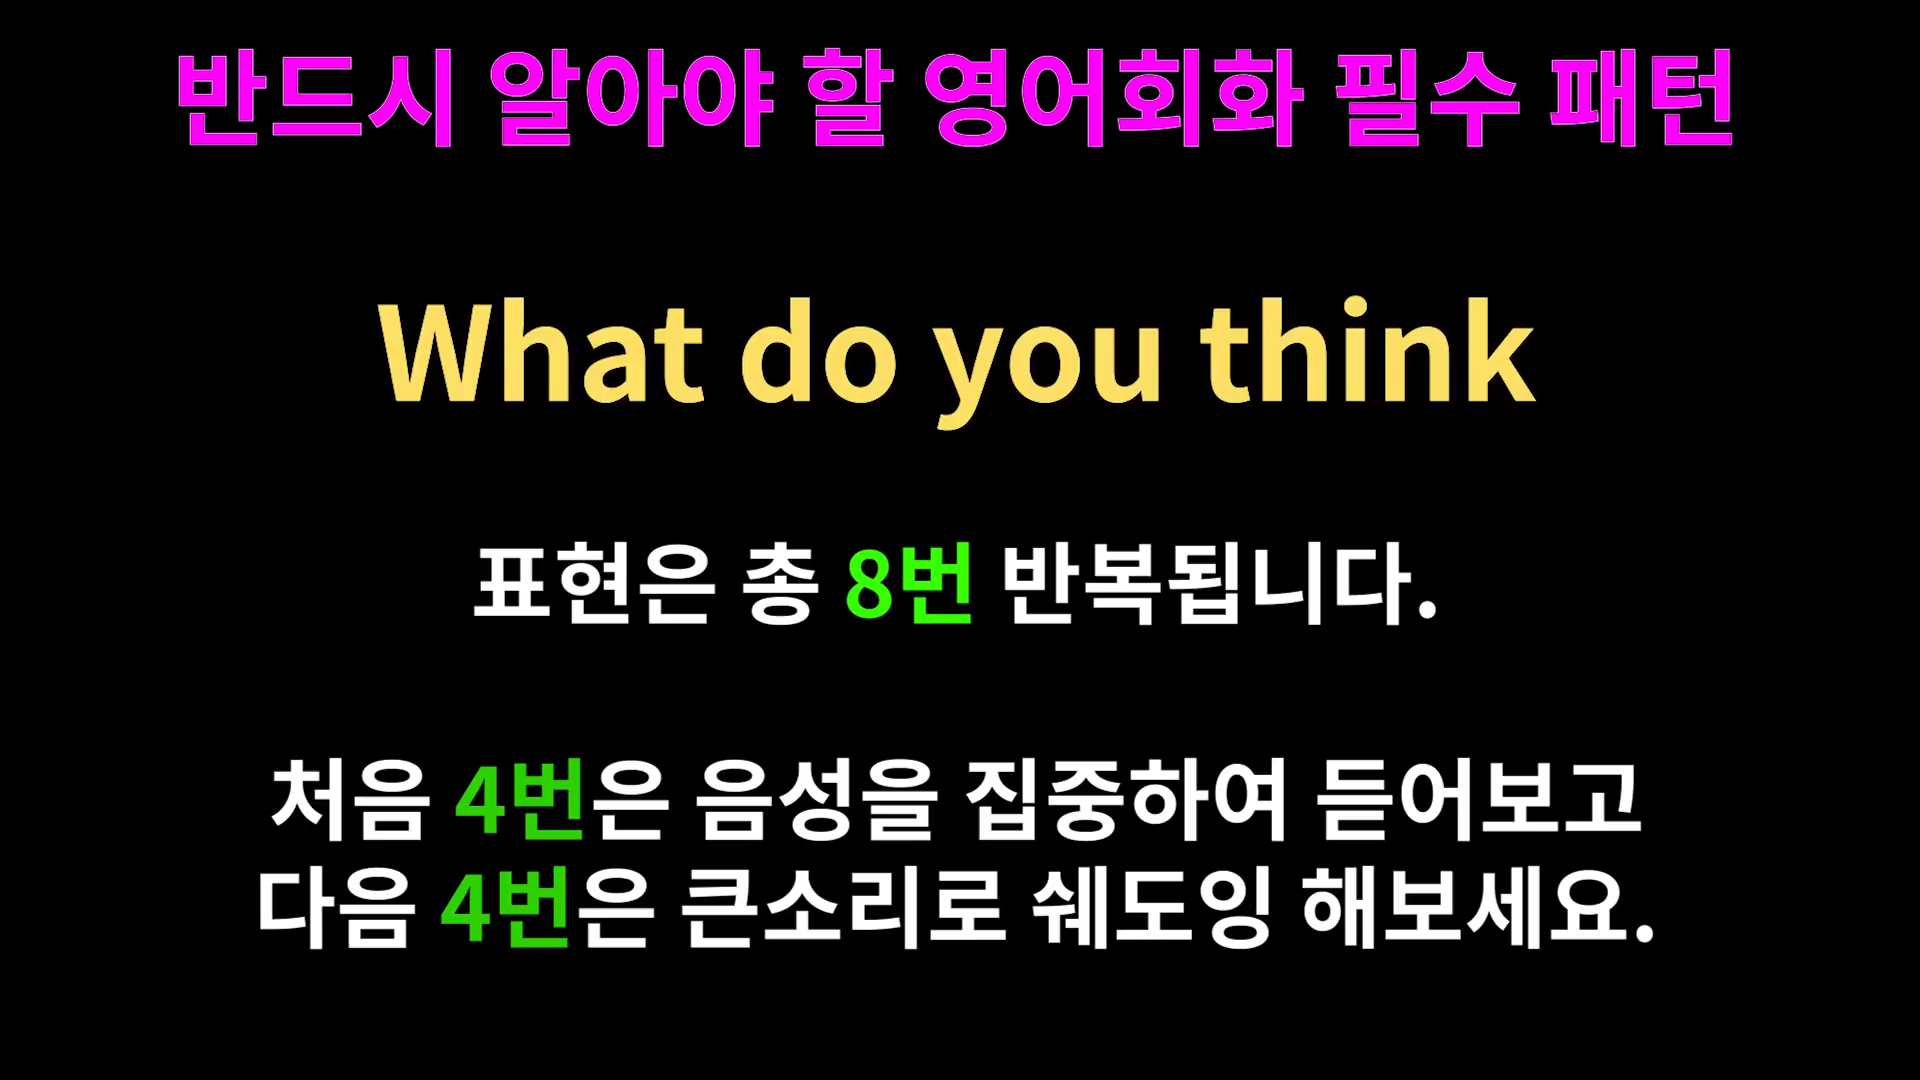 반드시 알아야 할 영어회화 필수 패턴
What do you think
표현은 총 8번 반복됩니다.
처음 4번은 음성을 집중하여 듣어보고
다음 4번은 큰소리로 쉐도잉 해보세요.